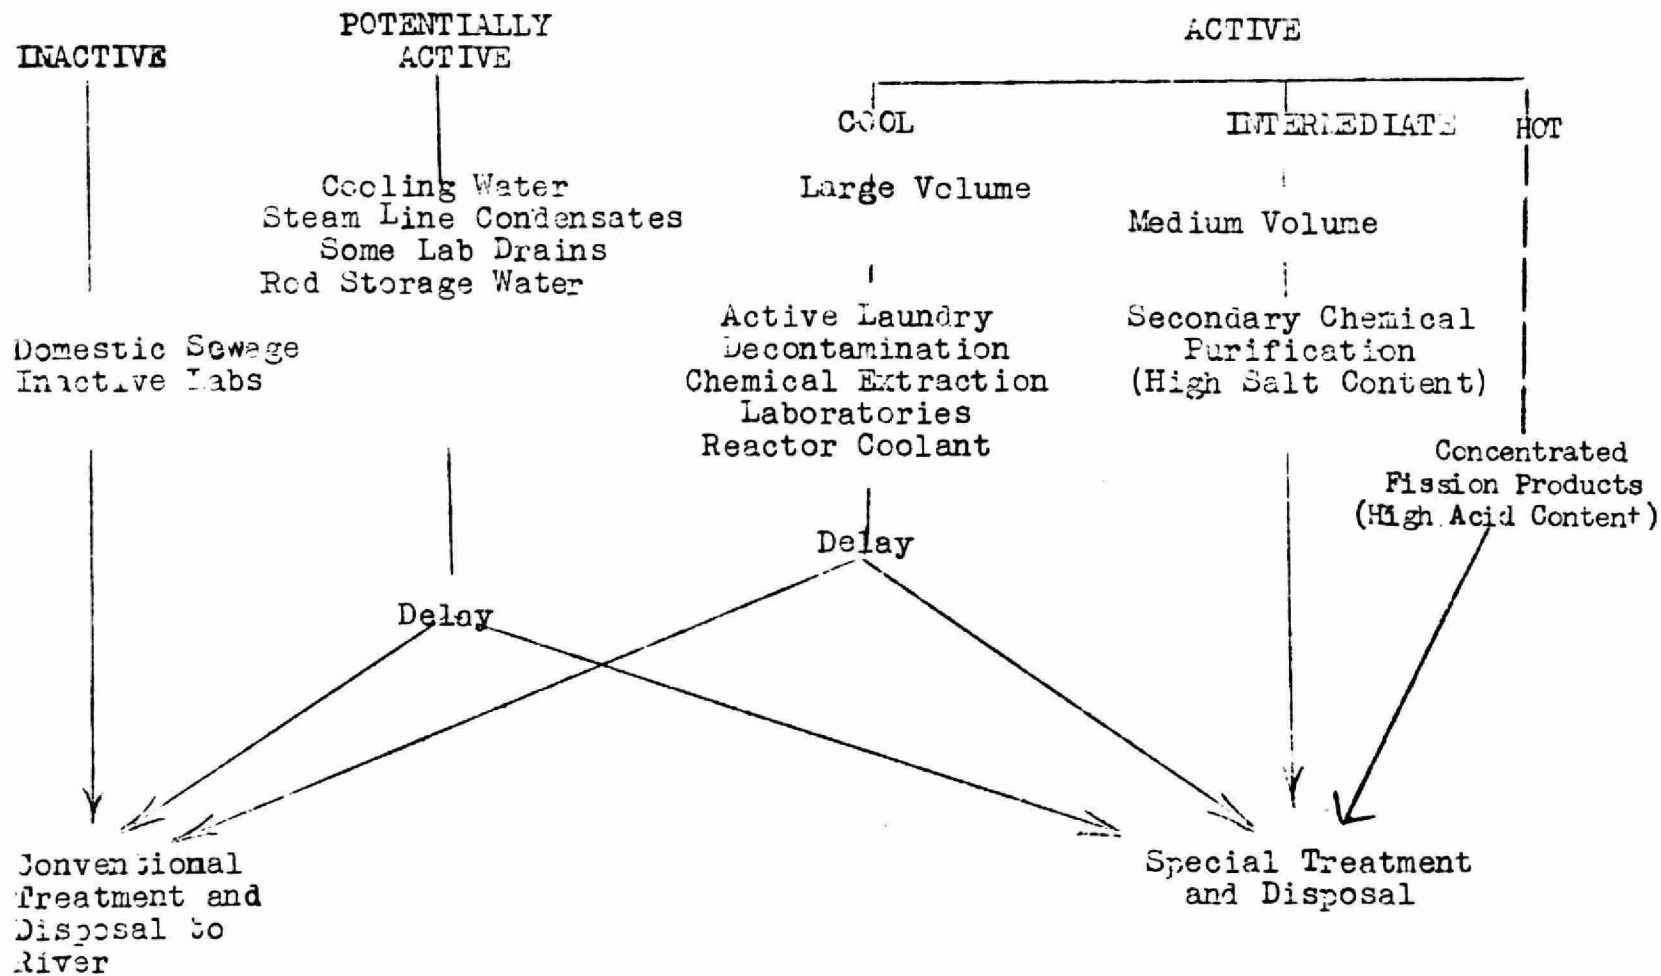 INACTIVE
POTENTIALLY
ACTIVE
ACTIVE
COOL
INTERMEDIATE
HOT
Cooling Water
Steam Line Condensates
Some Lab Drains
Rod Storage Water
Large Volume
Medium Volume
Domestic Sewage
Inactive Labs
Active Laundry
Decontamination
Chemical Extraction
Laboratories
Reactor Coolant
Secondary Chemical
Purification
(High Salt Content)
Concentrated
Fission Products
(High Acid Content)
Delay
Delay
Conventional
Treatment and
Disposal to
River
Special Treatment
and Disposal